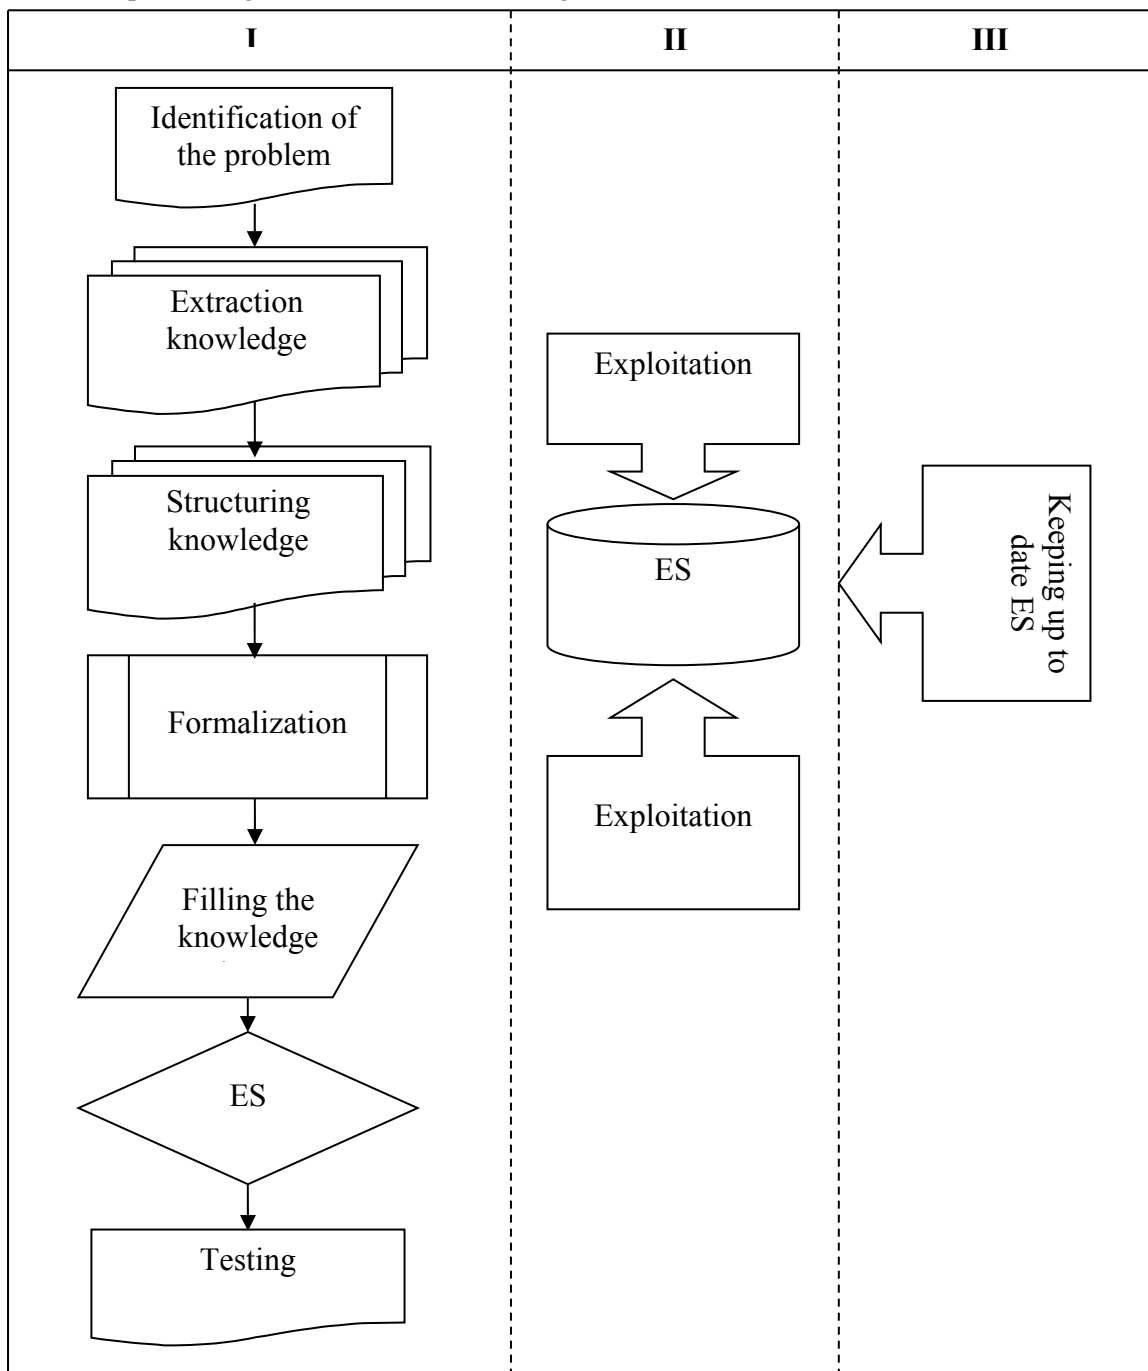 I
II
III
Identification of
the problem
Extraction
knowledge
Structuring
knowledge
Formalization
Filling the
knowledge
ES
Testing
Exploitation
ES
Exploitation
Keeping up to
date ES